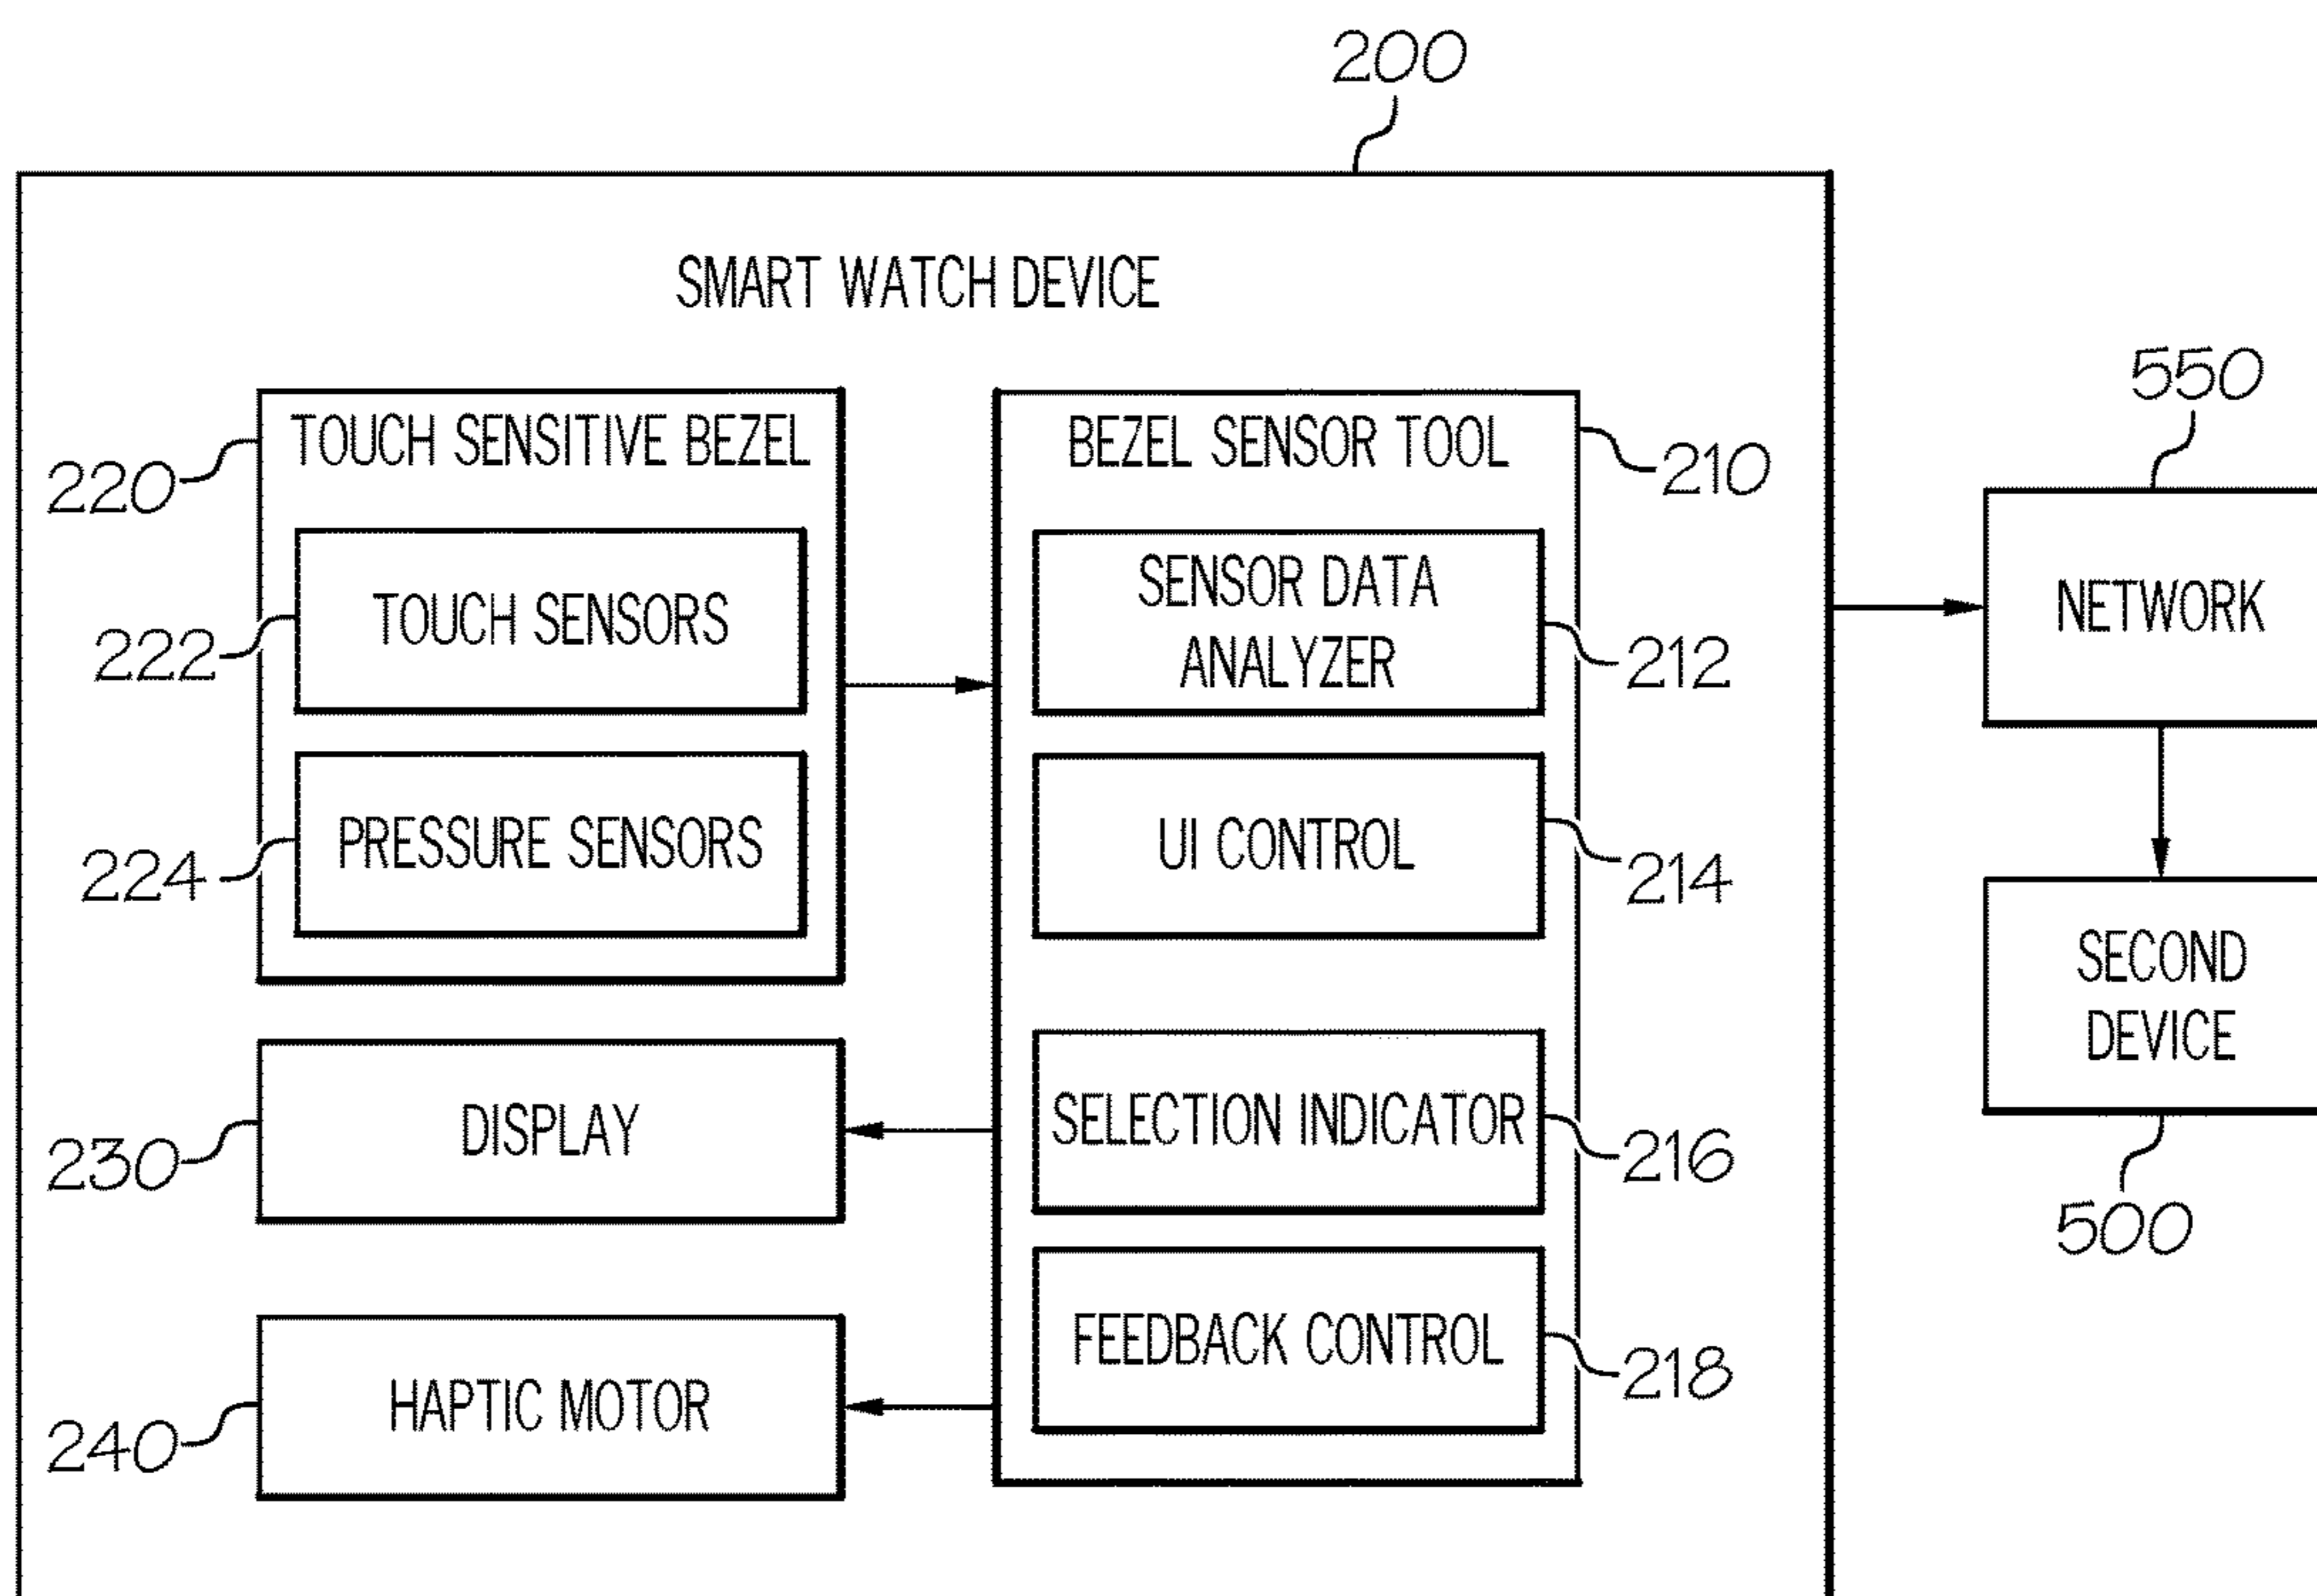 200
SMART WATCH DEVICE
550
TOUCH SENSITIVE BEZEL
220
BEZEL SENSOR TOOL
210
TOUCH SENSORS
222
SENSOR DATA
ANALYZER
212
NETWORK
PRESSURE SENSORS
224
UI CONTROL
214
SECOND
DEVICE
500
DISPLAY
230
SELECTION INDICATOR
216
HAPTIC MOTOR
240
FEEDBACK CONTROL
218